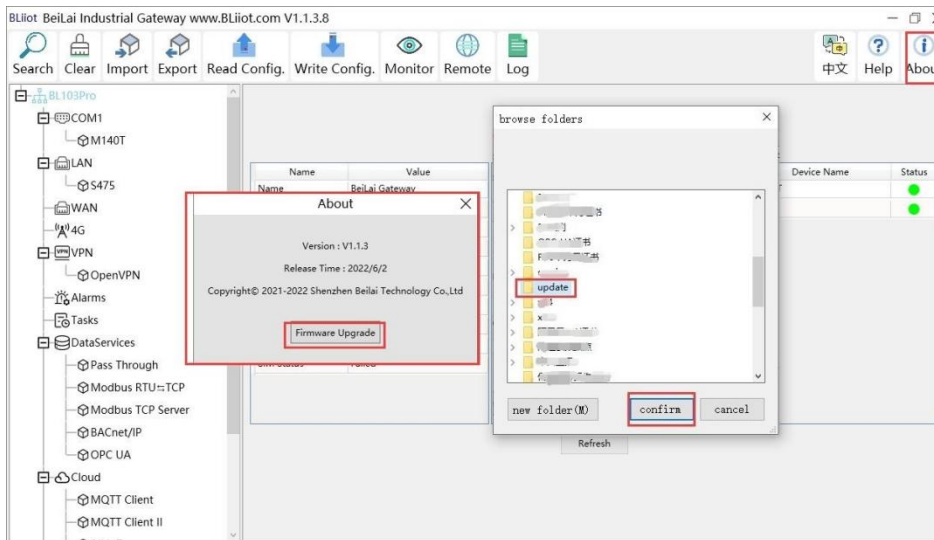 BLiiot BeiLai Industrial Gateway www.BLiiot.com V1.1.3.8
Search Clear Import Export Read Config. Write Config. Monitor Remote Log 中文 Help Abou
BL103Pro
COM1
M140T
LAN
S475
WAN
4G
VPN
VPN
OpenVPN
Alarms
Tasks
DataServices
Pass Through
Modbus RTU⇆TCP
Modbus TCP Server
BACnet/IP
OPC UA
Cloud
MQTT Client
MQTT Client II
Name Value
Name BeiLai Gateway
About
Version : V1.1.3
Release Time : 2022/6/2
Copyright© 2021-2022 Shenzhen Beilai Technology Co.,Ltd
Firmware Upgrade
browse folders
update
new folder(M) confirm cancel
Device Name Status
Refresh